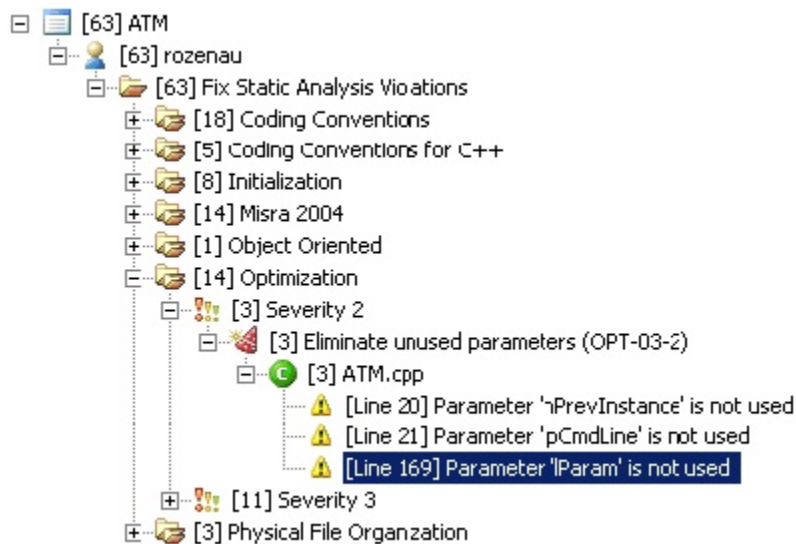 [63] ATM
[63] rozenau
[63] Fix Static Analysis Vioations
[18] Coding Conventions
[5] Coding Conventions for C++
[8] Initialization
[14] Misra 2004
[1] Object Oriented
[14] Optimization
[3] Severity 2
[3] Eliminate unused parameters (OPT-03-2)
C [3] ATM.cpp
[Line 20] Parameter 'hPrevInstance' is not used
[Line 21] Parameter 'pCmdLine' is not used
[Line 169] Parameter 'lParam' is not used
[11] Severity 3
[3] Physical File Organzation